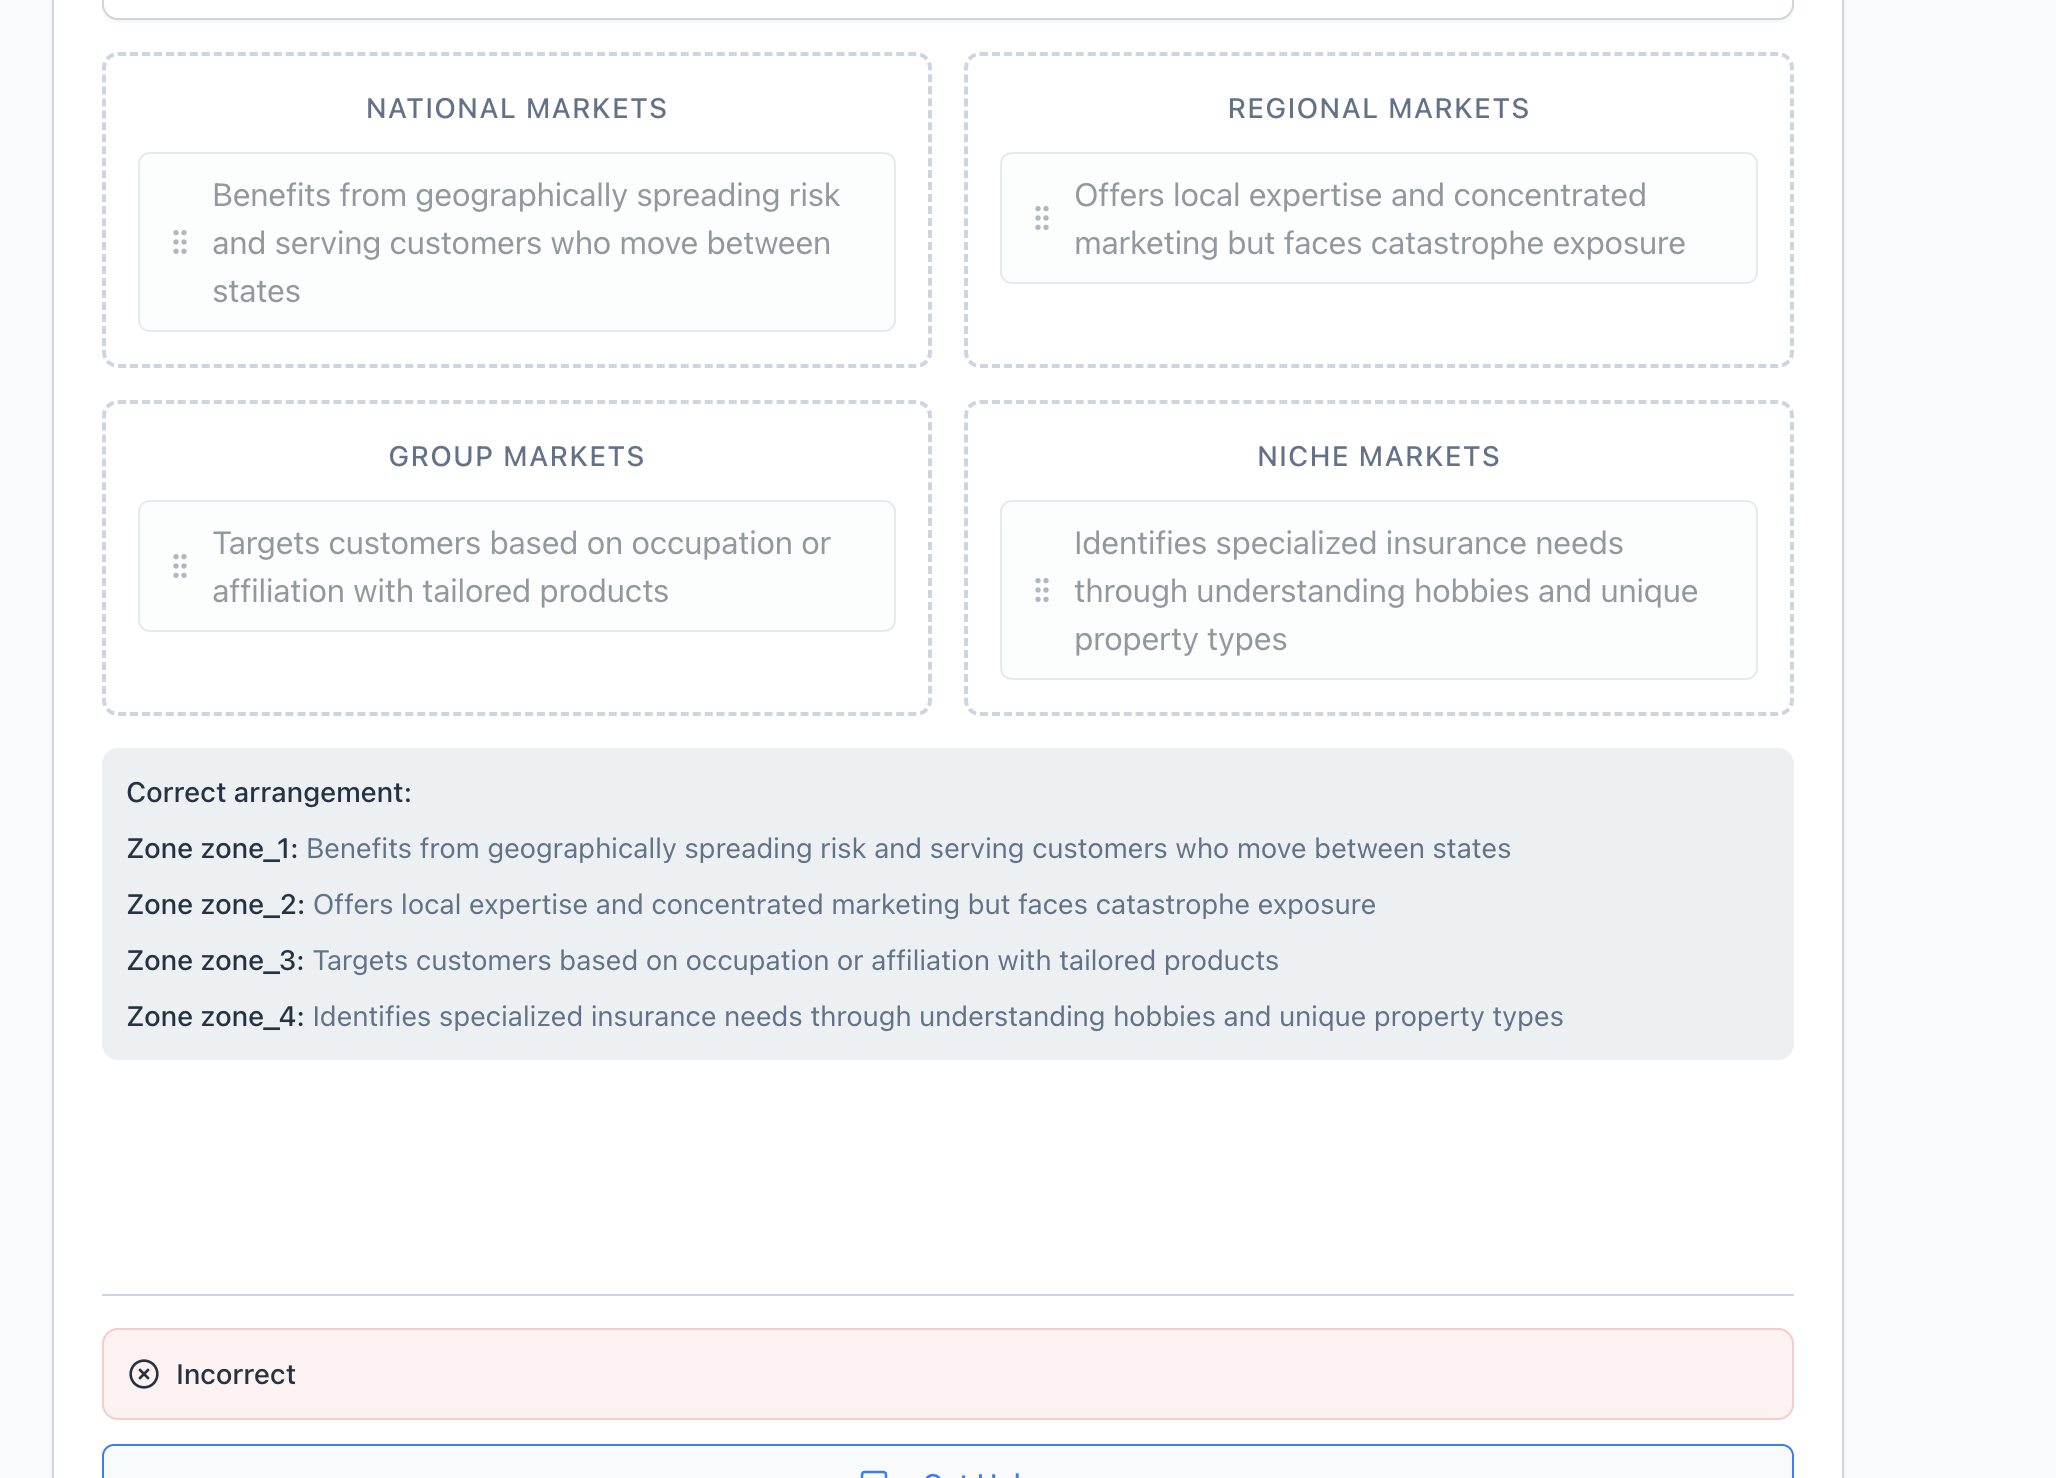 NATIONAL MARKETS
Benefits from geographically spreading risk
and serving customers who move between
states
REGIONAL MARKETS
Offers local expertise and concentrated
marketing but faces catastrophe exposure
GROUP MARKETS
Targets customers based on occupation or
affiliation with tailored products
NICHE MARKETS
Identifies specialized insurance needs
through understanding hobbies and unique
property types
Correct arrangement:
Zone zone_1: Benefits from geographically spreading risk and serving customers who move between states
Zone zone_2: Offers local expertise and concentrated marketing but faces catastrophe exposure
Zone zone_3: Targets customers based on occupation or affiliation with tailored products
Zone zone_4: Identifies specialized insurance needs through understanding hobbies and unique property types
Incorrect